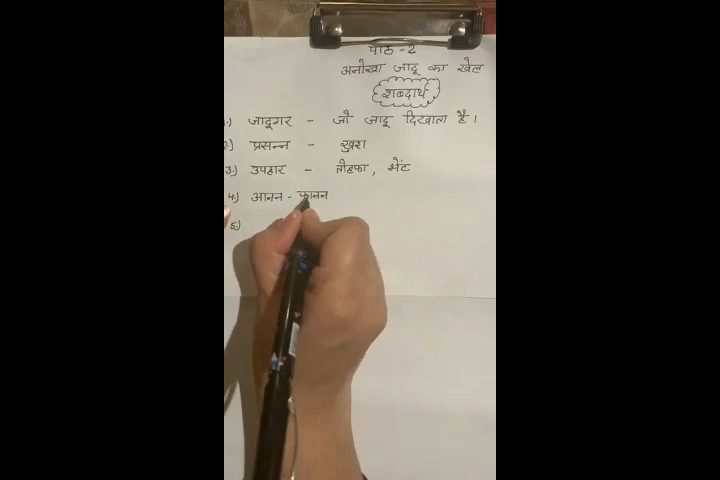 पाठ - 2
अनोखा जादू का खेल
शब्दार्थ
1.) जादूगर - जो जादू दिखाता है।
2.) प्रसन्न - खुश
3.) उपहार - तोहफा, भेंट
4.) आनन - फानन
5.)